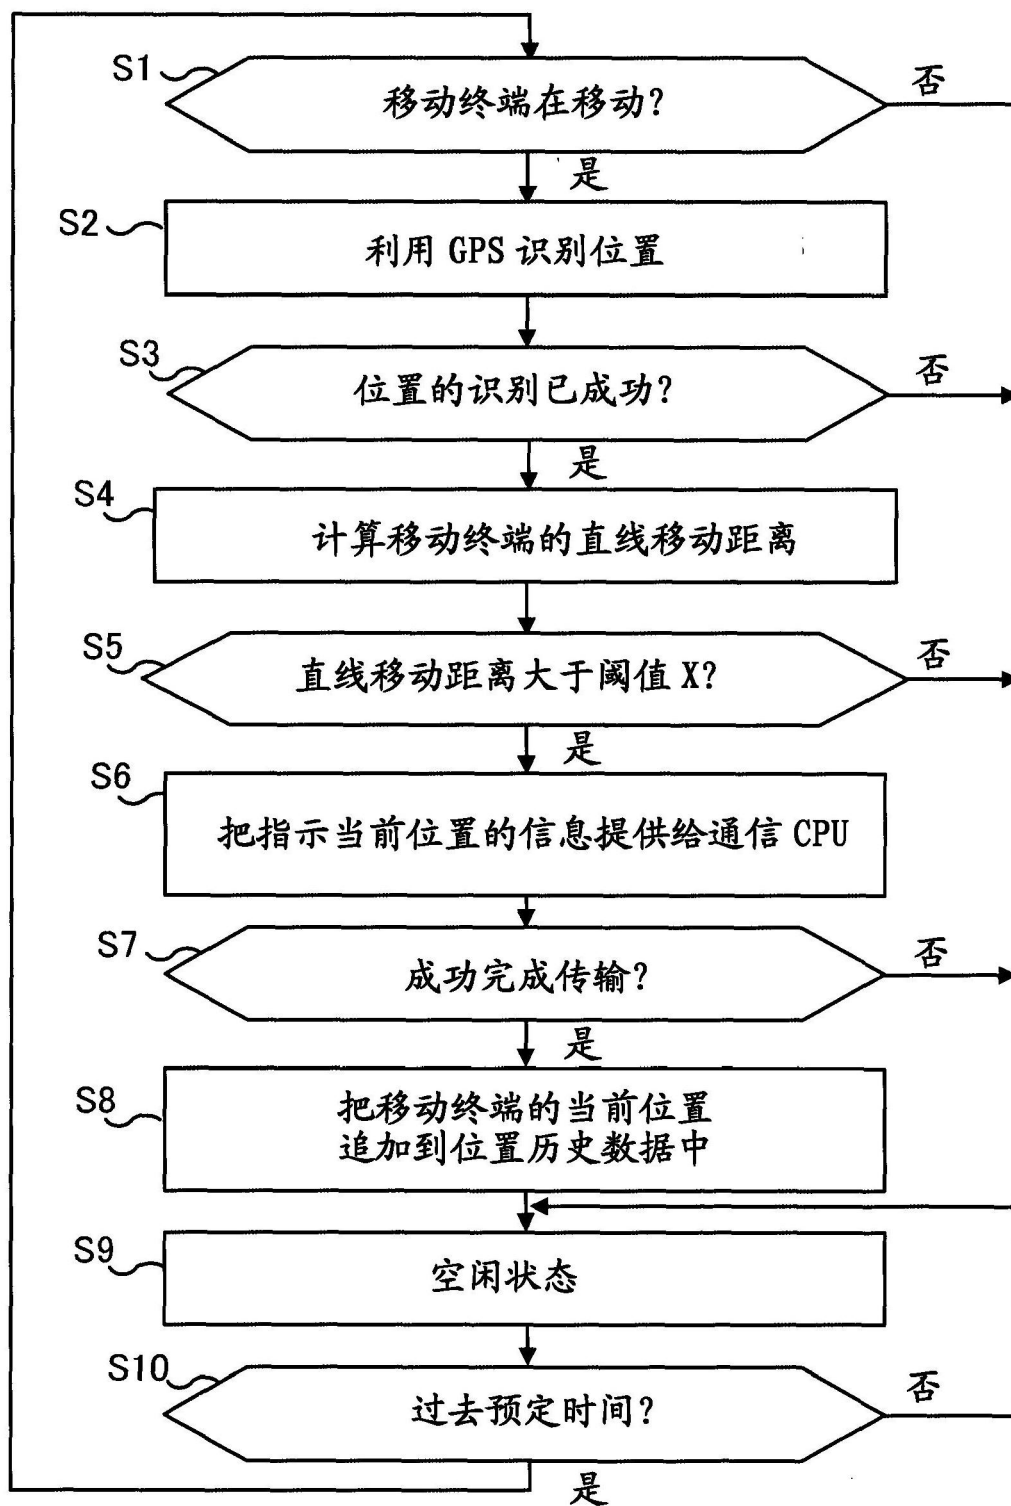 S1
移动终端在移动?
否
是
S2
利用 GPS 识别位置
S3
位置的识别已成功?
否
是
S4
计算移动终端的直线移动距离
S5
直线移动距离大于阈值 X?
否
是
S6
把指示当前位置的信息提供给通信 CPU
S7
成功完成传输?
否
是
S8
把移动终端的当前位置
追加到位置历史数据中
S9
空闲状态
S10
过去预定时间?
否
是